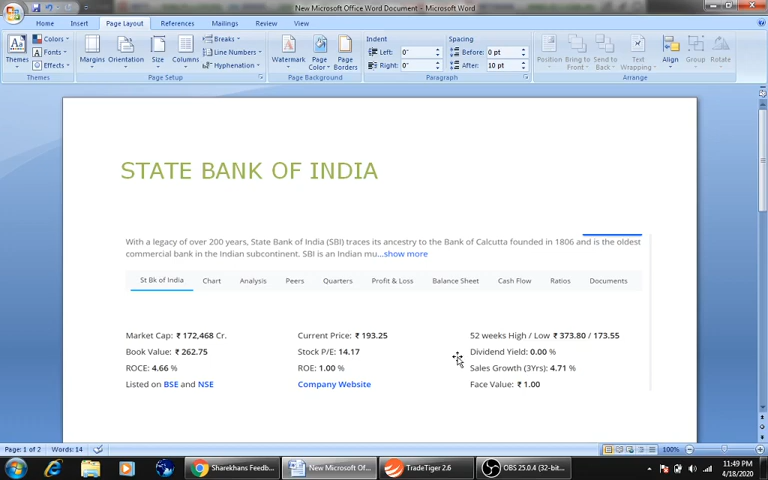 New Microsoft Office Word Document - Microsoft Word
Home Insert Page Layout References Mailings Review View
Themes Colors Fonts Effects
Margins Orientation Size Columns Breaks Line Numbers Hyphenation
Watermark Page Color Page Borders
Indent Left: 0" Right: 0"
Spacing Before: 0 pt After: 10 pt
Position Bring to Front Send to Back Text Wrapping Align Group Rotate
Themes Page Setup Page Background Paragraph Arrange
STATE BANK OF INDIA
With a legacy of over 200 years, State Bank of India (SBI) traces its ancestry to the Bank of Calcutta founded in 1806 and is the oldest
commercial bank in the Indian subcontinent. SBI is an Indian mu...show more
St Bk of India Chart Analysis Peers Quarters Profit & Loss Balance Sheet Cash Flow Ratios Documents
Market Cap: ₹ 172,468 Cr. Current Price: ₹ 193.25 52 weeks High / Low ₹ 373.80 / 173.55
Book Value: ₹ 262.75 Stock P/E: 14.17 Dividend Yield: 0.00 %
ROCE: 4.66 % ROE: 1.00 % Sales Growth (3Yrs): 4.71 %
Listed on BSE and NSE Company Website Face Value: ₹ 1.00
Page: 1 of 2 Words: 14 100%
Sharekhans Feedb... New Microsoft Of... TradeTiger 2.6 OBS 25.0.4 (32-bit... 11:49 PM
4/18/2020